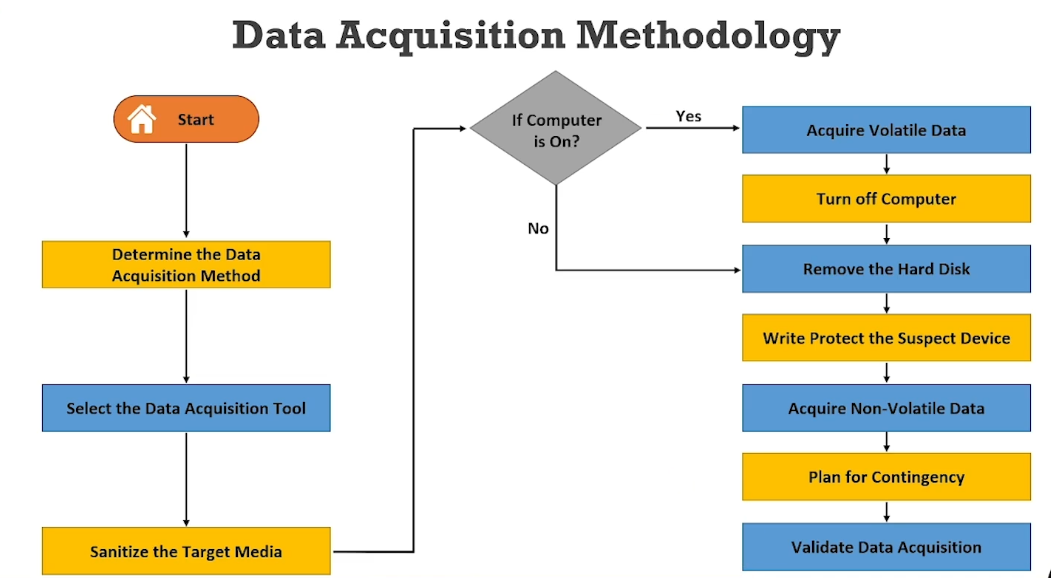 Data Acquisition Methodology
Start
Determine the Data
Acquisition Method
Select the Data Acquisition Tool
Sanitize the Target Media
If Computer
is On?
Yes
No
Acquire Volatile Data
Turn off Computer
Remove the Hard Disk
Write Protect the Suspect Device
Acquire Non-Volatile Data
Plan for Contingency
Validate Data Acquisition